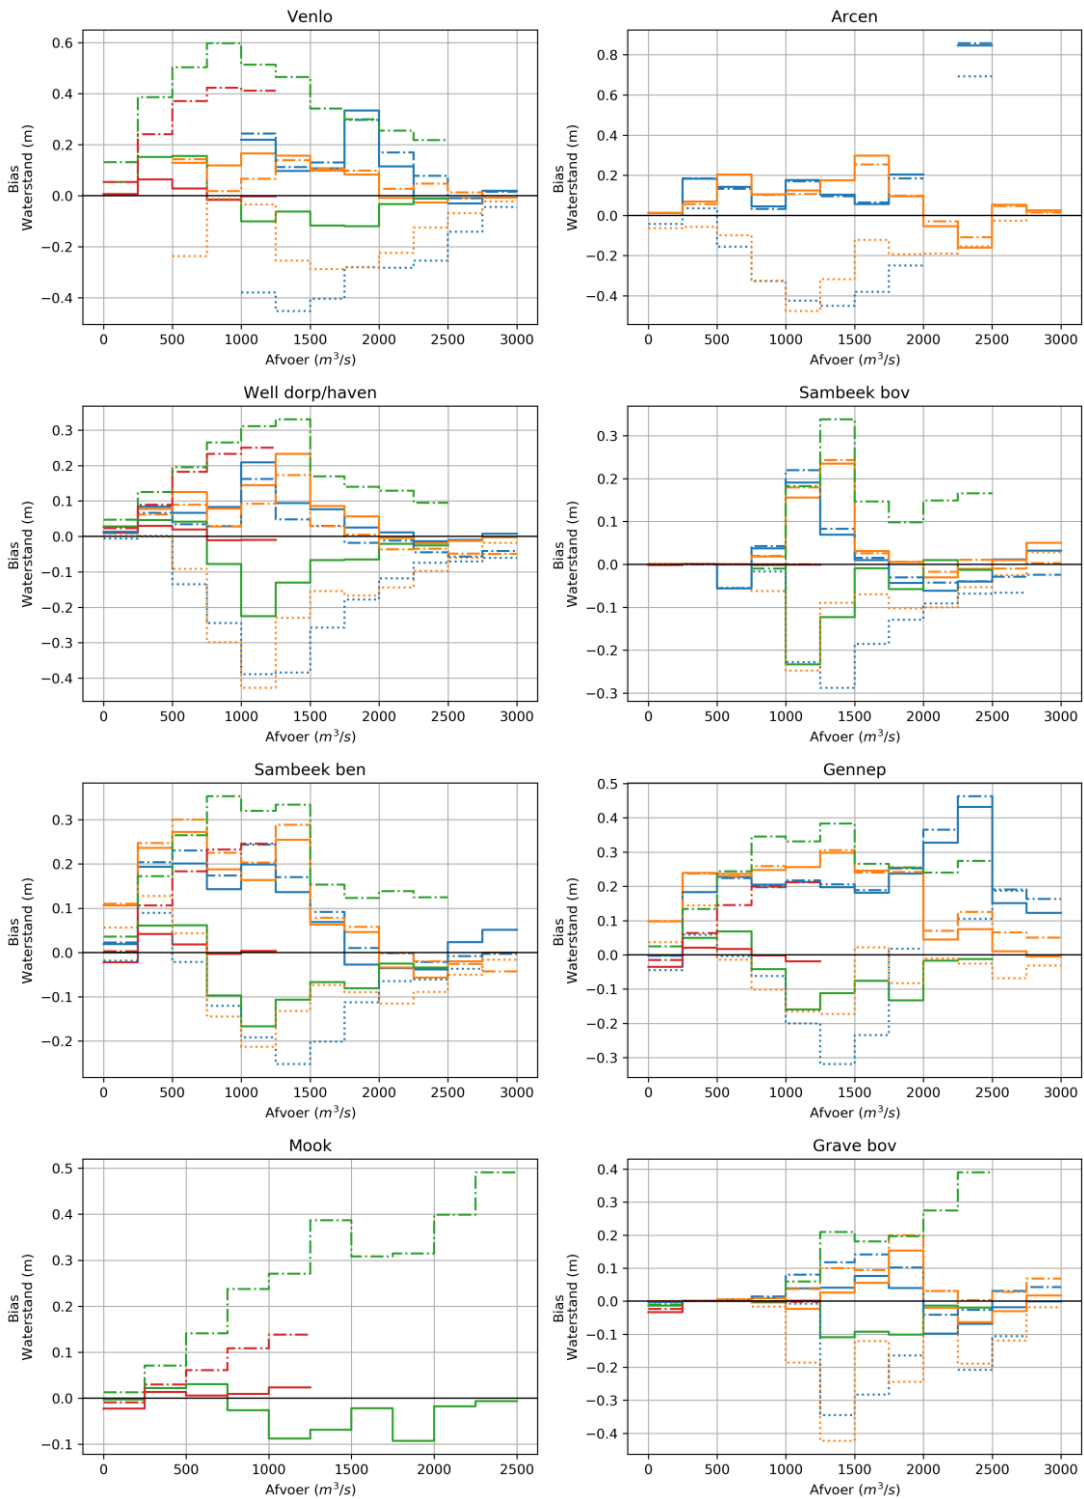 Venlo
Bias
Waterstand (m)
0.6
0.4
0.2
0.0
−0.2
−0.4
0 500 1000 1500 2000 2500 3000
Afvoer (m³/s)
Arcen
Bias
Waterstand (m)
0.8
0.6
0.4
0.2
0.0
−0.2
−0.4
0 500 1000 1500 2000 2500 3000
Afvoer (m³/s)
Well dorp/haven
Bias
Waterstand (m)
0.3
0.2
0.1
0.0
−0.1
−0.2
−0.3
−0.4
0 500 1000 1500 2000 2500 3000
Afvoer (m³/s)
Sambeek bov
Bias
Waterstand (m)
0.3
0.2
0.1
0.0
−0.1
−0.2
−0.3
0 500 1000 1500 2000 2500 3000
Afvoer (m³/s)
Sambeek ben
Bias
Waterstand (m)
0.3
0.2
0.1
0.0
−0.1
−0.2
0 500 1000 1500 2000 2500 3000
Afvoer (m³/s)
Gennep
Bias
Waterstand (m)
0.5
0.4
0.3
0.2
0.1
0.0
−0.1
−0.2
−0.3
0 500 1000 1500 2000 2500 3000
Afvoer (m³/s)
Mook
Bias
Waterstand (m)
0.5
0.4
0.3
0.2
0.1
0.0
−0.1
0 500 1000 1500 2000 2500
Afvoer (m³/s)
Grave bov
Bias
Waterstand (m)
0.4
0.3
0.2
0.1
0.0
−0.1
−0.2
−0.3
−0.4
0 500 1000 1500 2000 2500 3000
Afvoer (m³/s)